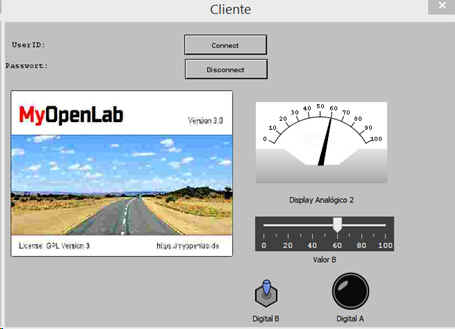 Cliente
UserID:
Connect
Passwort:
Disconnect
MyOpenLab
Version 3.0
License: GPL Version 3
https://myopenlab.de
0 10 20 30 40 50 60 70 80 90 100
Display Analógico 2
0 20 40 60 80 100
Valor B
Digital B
Digital A